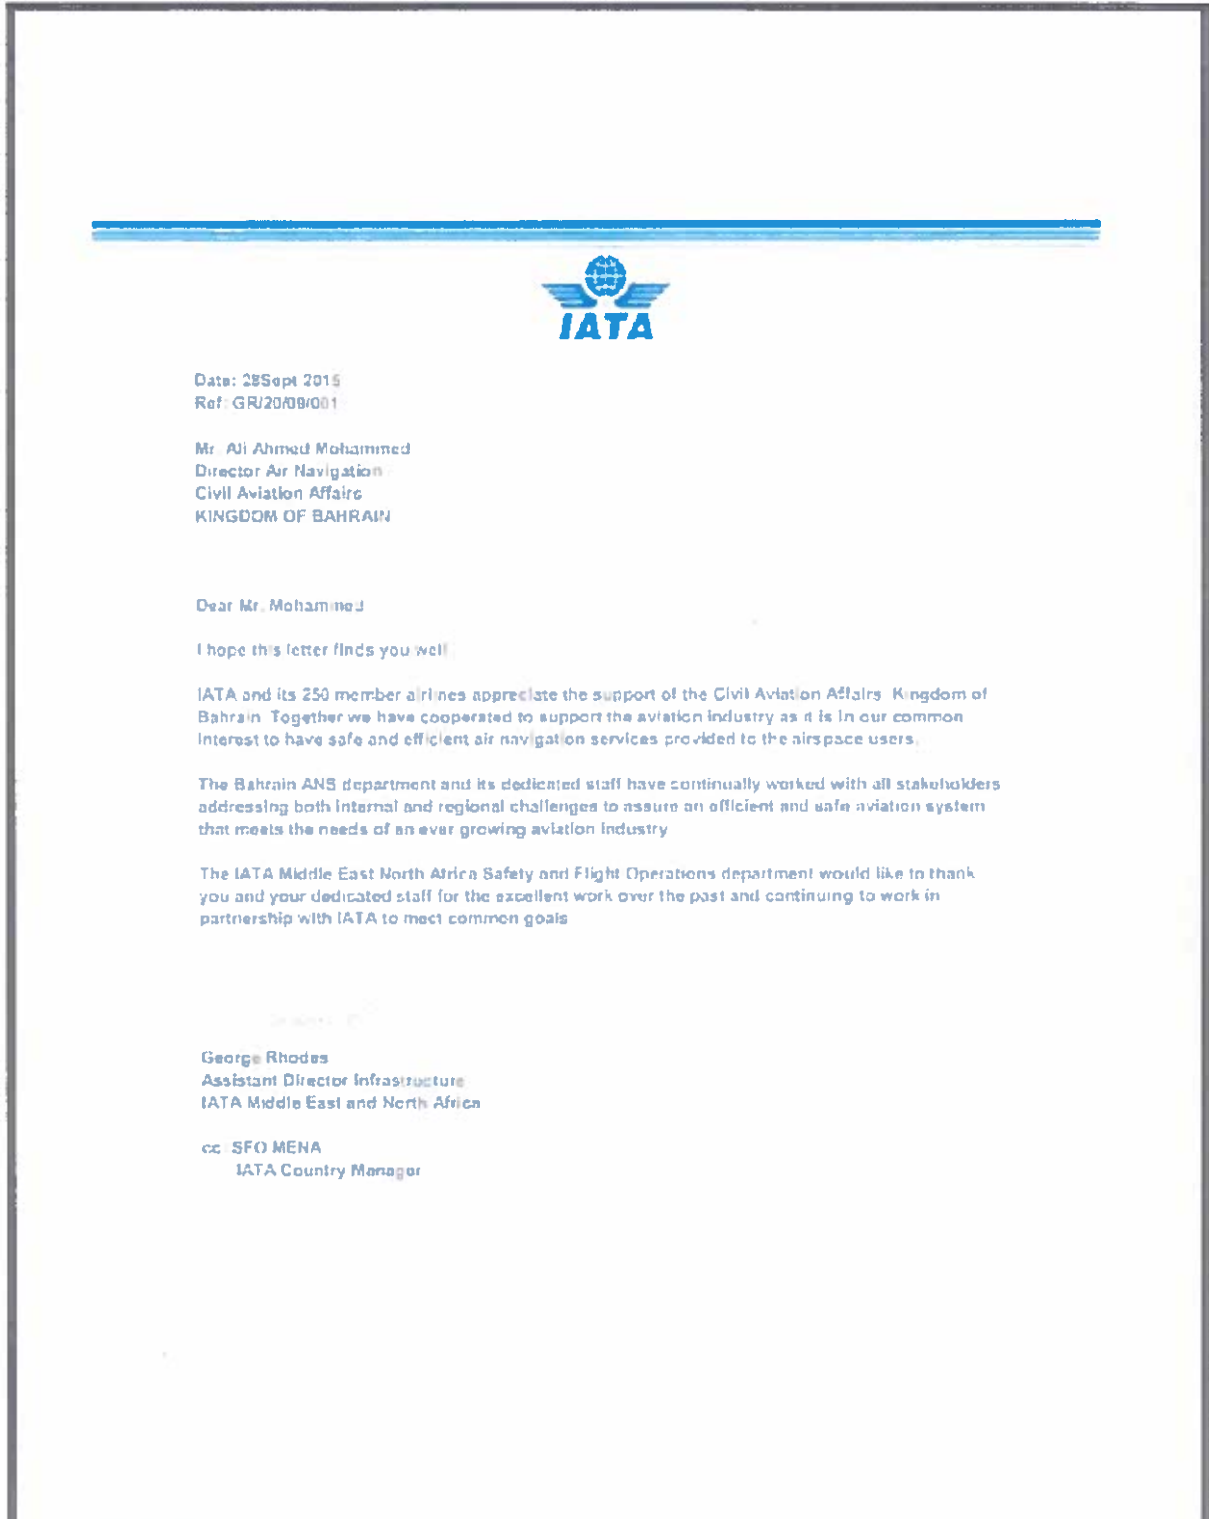 IATA
Date: 28Sept 2015
Ref: GR/20/09/001
Mr. Ali Ahmed Mohammed
Director Air Navigation
Civil Aviation Affairs
KINGDOM OF BAHRAIN
Dear Mr. Mohammed
I hope this letter finds you well
IATA and its 250 member airlines appreciate the support of the Civil Aviation Affairs Kingdom of
Bahrain Together we have cooperated to support the aviation industry as it is in our common
interest to have safe and efficient air navigation services provided to the airspace users.
The Bahrain ANS department and its dedicated staff have continually worked with all stakeholders
addressing both internal and regional challenges to assure an efficient and safe aviation system
that meets the needs of an ever growing aviation industry
The IATA Middle East North Africa Safety and Flight Operations department would like to thank
you and your dedicated staff for the excellent work over the past and continuing to work in
partnership with IATA to meet common goals
George Rhodes
Assistant Director Infrastructure
IATA Middle East and North Africa
cc: SFO MENA
IATA Country Manager